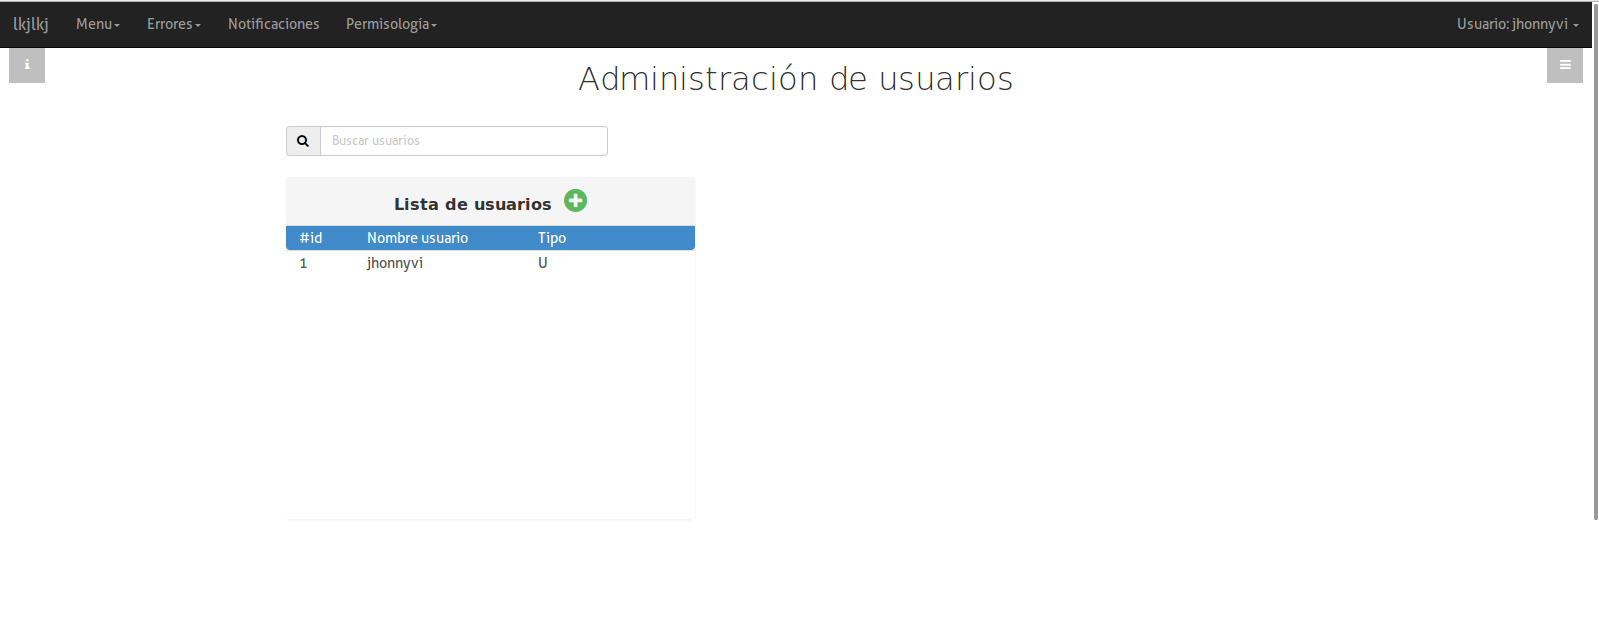 lkjlkj Menu Errores Notificaciones Permisología Usuario: jhonnyvi
Administración de usuarios
Buscar usuarios
Lista de usuarios
#id Nombre usuario Tipo
1 jhonnyvi U